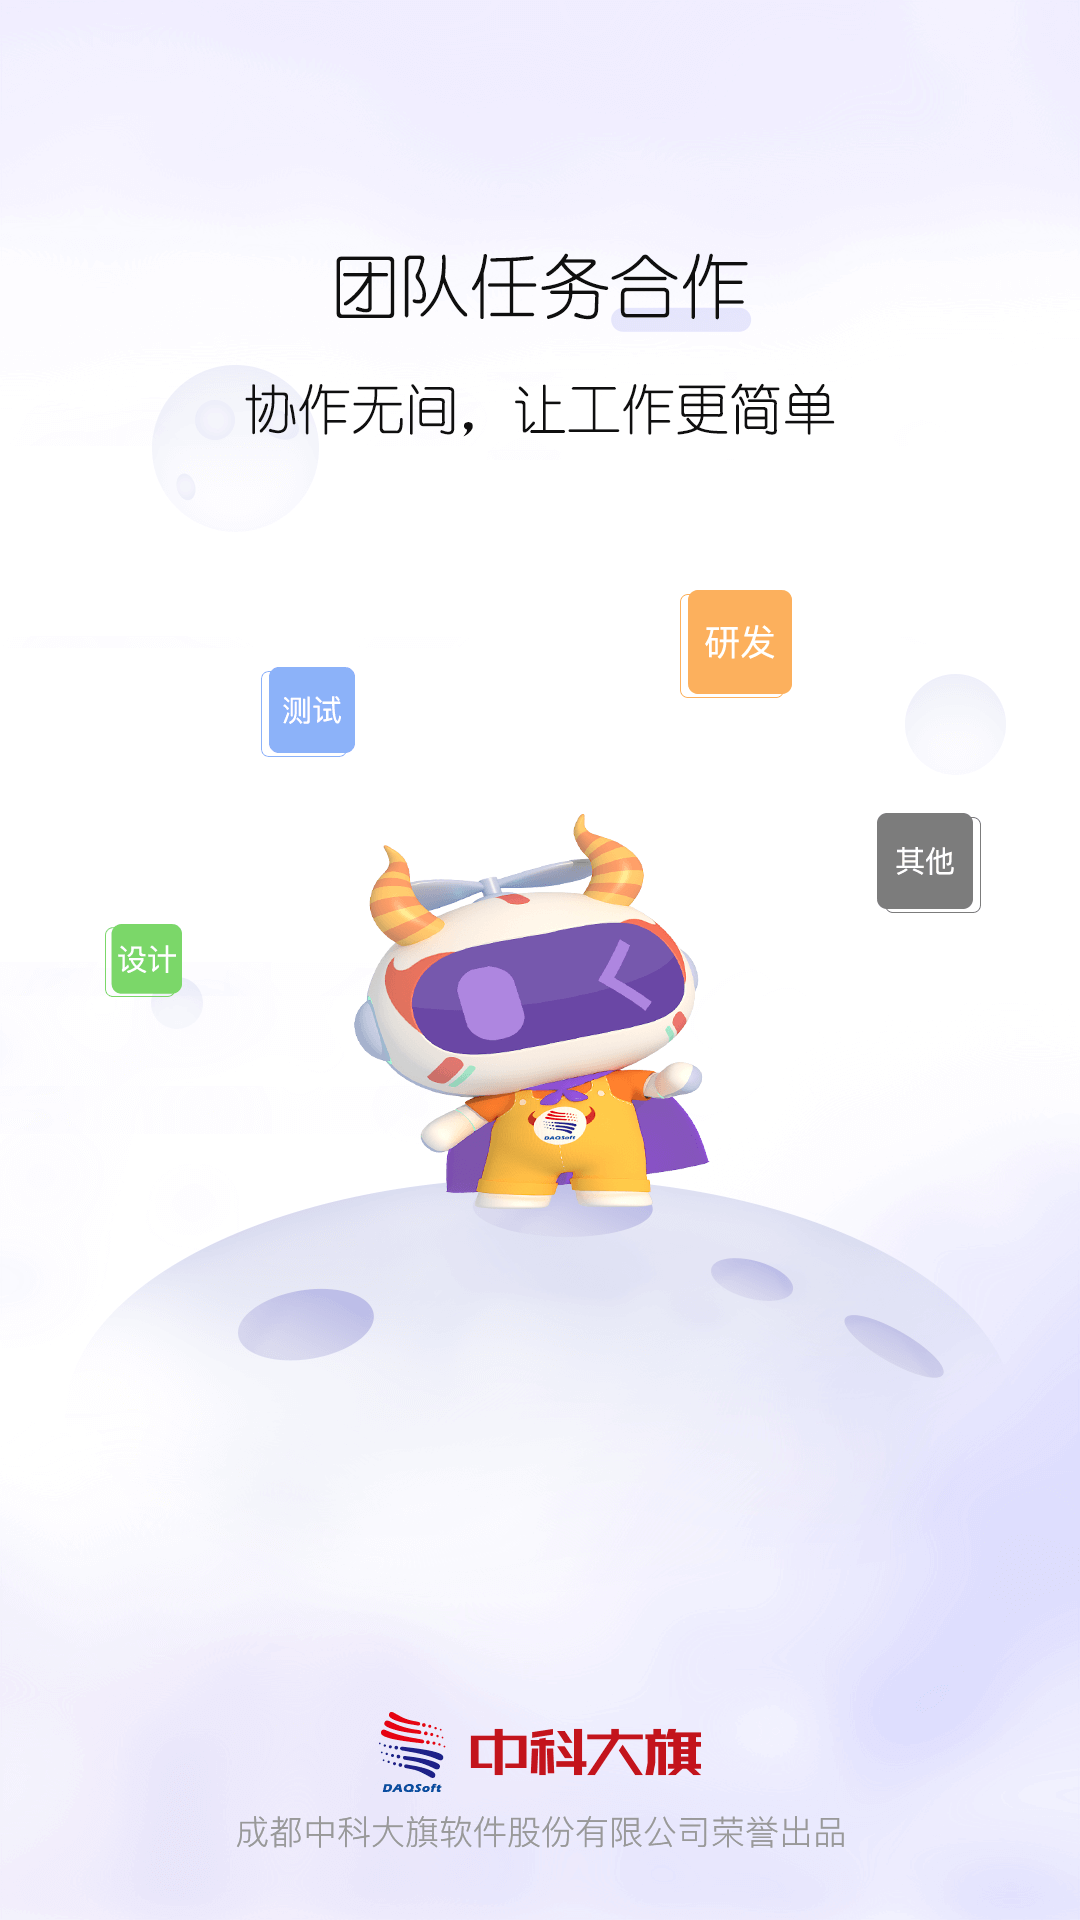 团队任务合作
协作无间，让工作更简单
研发
测试
其他
设计
DAQSoft
DAQSoft
中科大旗
成都中科大旗软件股份有限公司荣誉出品